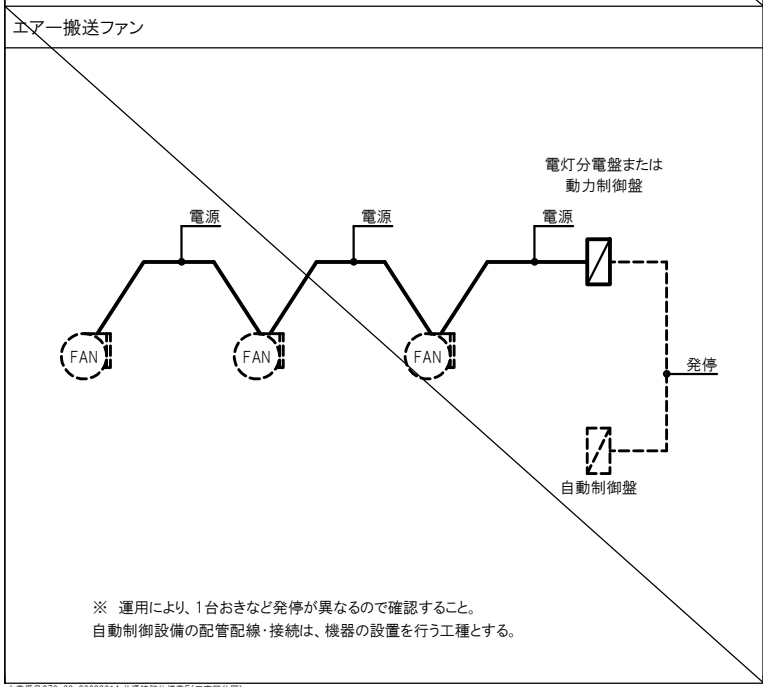 エアー搬送ファン
電灯分電盤または
動力制御盤
電源
電源
電源
FAN
FAN
FAN
発停
自動制御盤
※ 運用により、1台おきなど発停が異なるので確認すること。
自動制御設備の配管配線・接続は、機器の設置を行う工種とする。